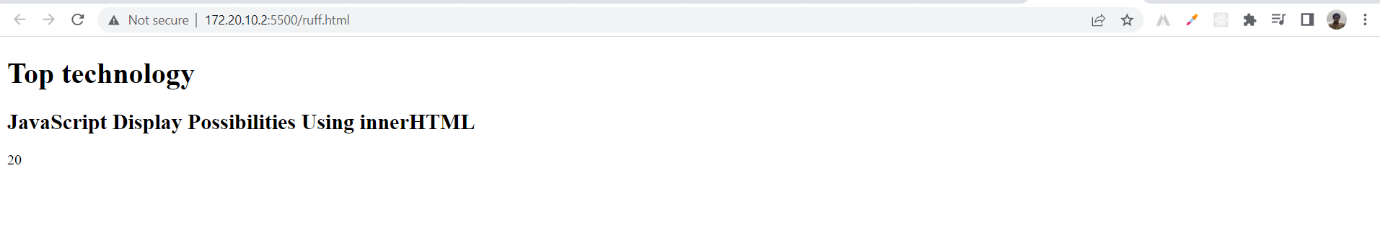 Not secure | 172.20.10.2:5500/ruff.html
Top technology
JavaScript Display Possibilities Using innerHTML
20